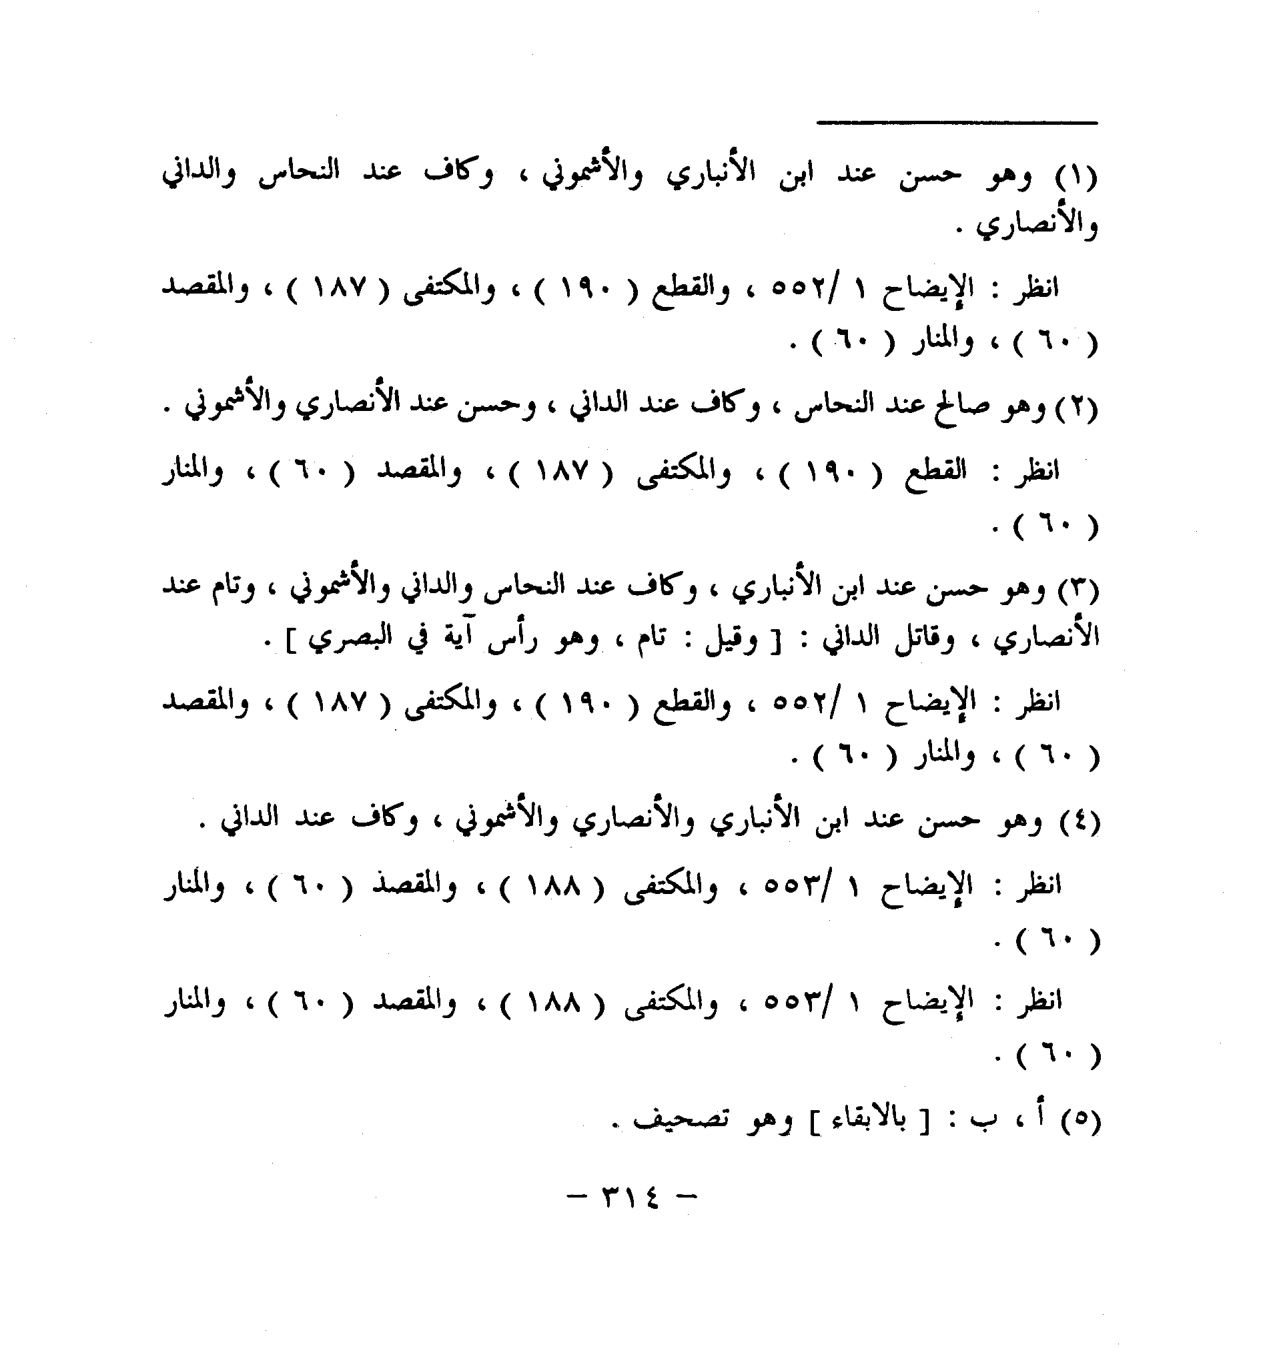 (١) وهو حسن عند ابن الأنباري والأشموني ، وكاف عند النحاس والداني
والأنصاري .
انظر : الإيضاح ١ /٥٥٢ ، والقطع ( ١٩٠ ) ، والمكتفى ( ١٨٧ ) ، والمقصد
( ٦٠ ) ، والمنار ( ٦٠ ) .
(٢) وهو صالح عند النحاس ، وكاف عند الداني ، وحسن عند الأنصاري والأشموني .
انظر : القطع ( ١٩٠ ) ، والمكتفى ( ١٨٧ ) ، والمقصد ( ٦٠ ) ، والمنار
( ٦٠ ) .
(٣) وهو حسن عند ابن الأنباري ، وكاف عند النحاس والداني والأشموني ، وتام عند
الأنصاري ، وقاتل الداني : [ وقيل : تام ، وهو رأس آية في البصري ] .
انظر : الإيضاح ١ /٥٥٢ ، والقطع ( ١٩٠ ) ، والمكتفى ( ١٨٧ ) ، والمقصد
( ٦٠ ) ، والمنار ( ٦٠ ) .
(٤) وهو حسن عند ابن الأنباري والأنصاري والأشموني ، وكاف عند الداني .
انظر : الإيضاح ١ /٥٥٣ ، والمكتفى ( ١٨٨ ) ، والمقصذ ( ٦٠ ) ، والمنار
( ٦٠ ) .
انظر : الإيضاح ١ /٥٥٣ ، والمكتفى ( ١٨٨ ) ، والمقصد ( ٦٠ ) ، والمنار
( ٦٠ ) .
(٥) أ ، ب : [ بالابقاء ] وهو تصحيف .
– ٣١٤ –